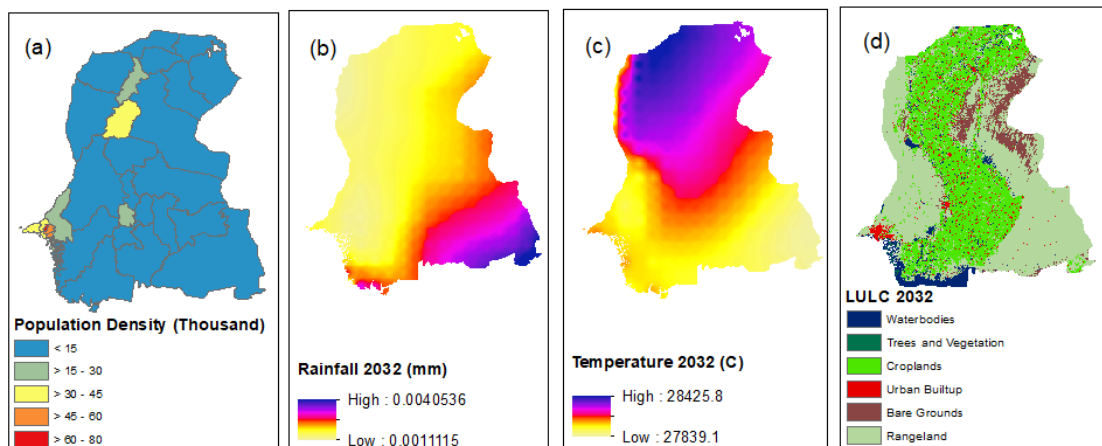 (a)
Population Density (Thousand)
< 15
> 15 - 30
> 30 - 45
> 45 - 60
> 60 - 80
(b)
Rainfall 2032 (mm)
High : 0.0040536
Low : 0.0011115
(c)
Temperature 2032 (C)
High : 28425.8
Low : 27839.1
(d)
LULC 2032
Waterbodies
Trees and Vegetation
Croplands
Urban Builtup
Bare Grounds
Rangeland